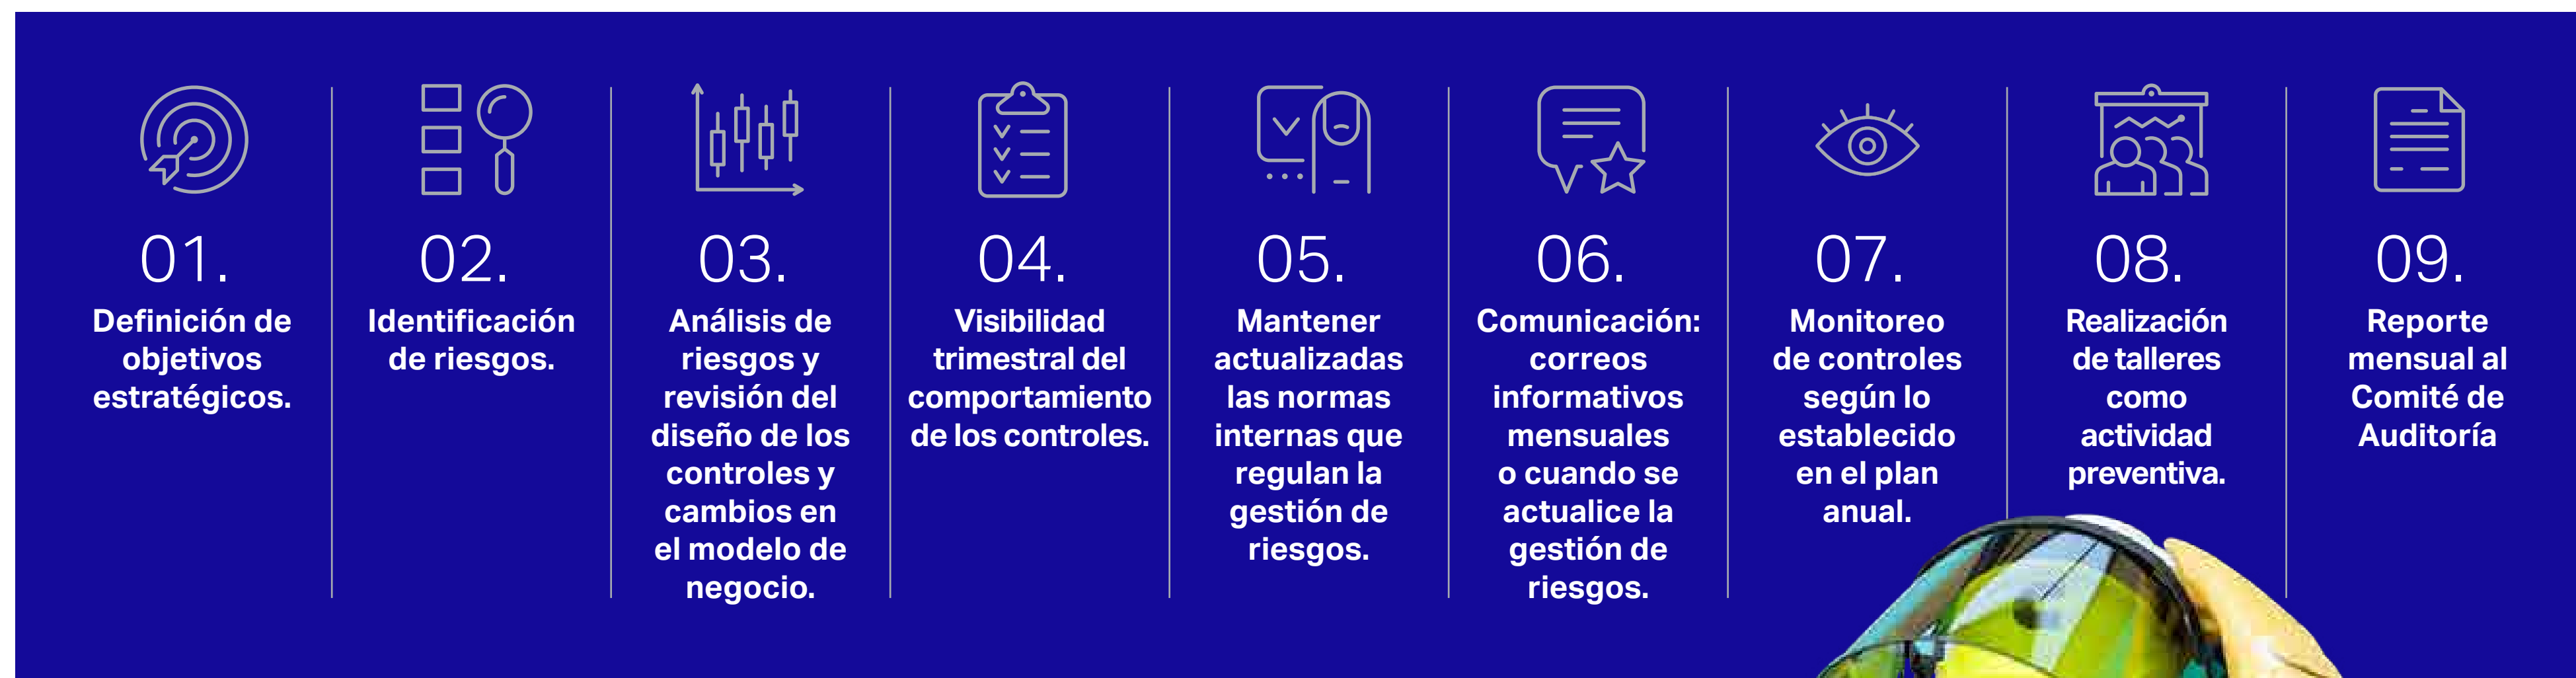 01.
Definición de
objetivos
estratégicos.
02.
Identificación
de riesgos.
03.
Análisis de
riesgos y
revisión del
diseño de los
controles y
cambios en
el modelo de
negocio.
04.
Visibilidad
trimestral del
comportamiento
de los controles.
05.
Mantener
actualizadas
las normas
internas que
regulan la
gestión de
riesgos.
06.
Comunicación:
correos
informativos
mensuales
o cuando se
actualice la
gestión de
riesgos.
07.
Monitoreo
de controles
según lo
establecido
en el plan
anual.
08.
Realización
de talleres
como
actividad
preventiva.
09.
Reporte
mensual al
Comité de
Auditoría